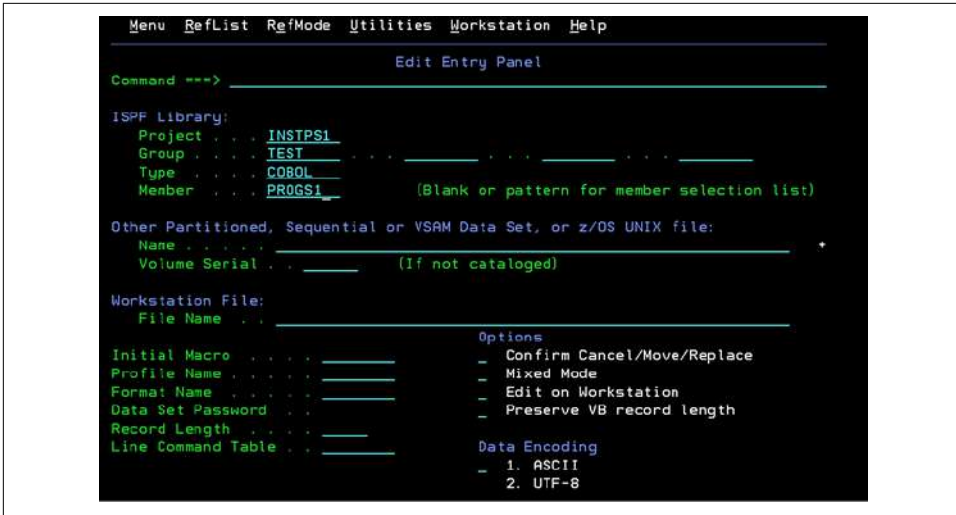 Menu RefList RefMode Utilities Workstation Help
Edit Entry Panel
Command ===> 
ISPF Library:
Project . . . INSTPS1
Group . . . . TEST . . . . . . . . .
Type . . . . COBOL
Member . . . PROGS1 (Blank or pattern for member selection list)
Other Partitioned, Sequential or VSAM Data Set, or z/OS UNIX file:
Name . . . . . +
Volume Serial . . (If not cataloged)
Workstation File:
File Name . .
Options
Initial Macro . . . . Confirm Cancel/Move/Replace
Profile Name . . . . . Mixed Mode
Format Name . . . . . Edit on Workstation
Data Set Password . . Preserve VB record length
Record Length . . . .
Line Command Table . . Data Encoding
1. ASCII
2. UTF-8